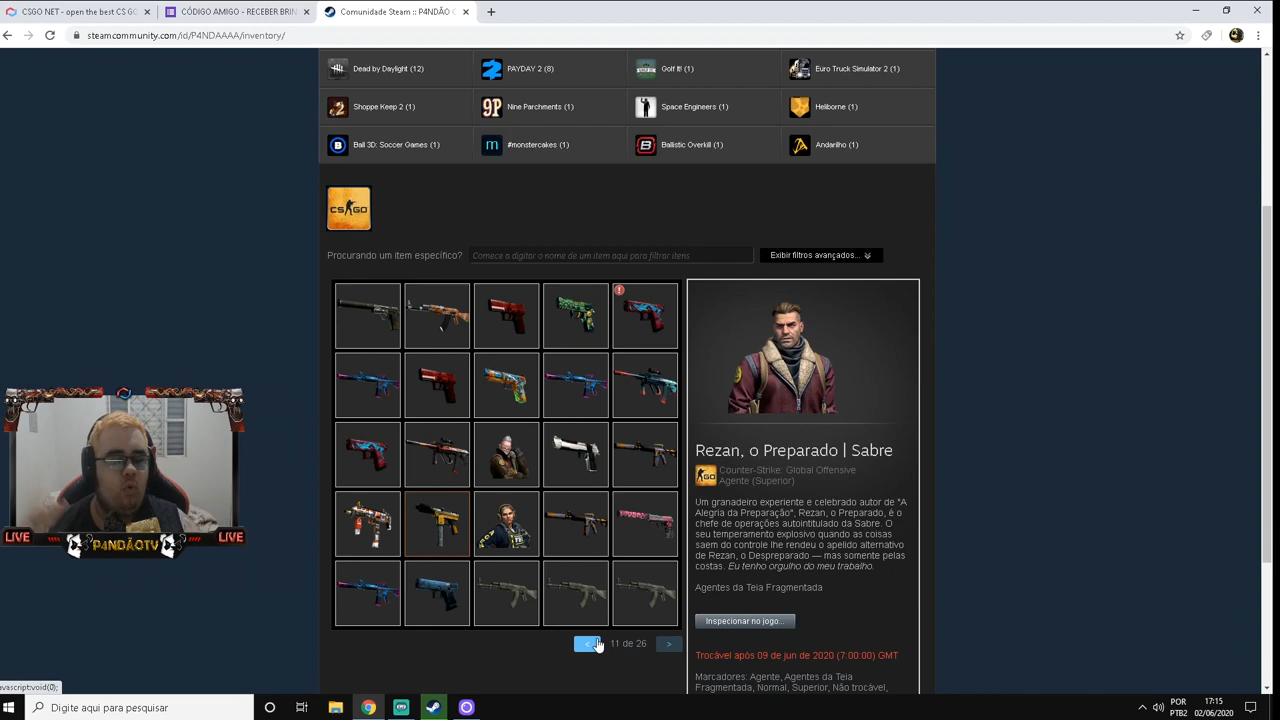 CSGO NET - open the best CS GO
CÓDIGO AMIGO - RECEBER BRIN
Comunidade Steam :: P4NDÃO
steamcommunity.com/id/P4NDAAAA/inventory/
Dead by Daylight (12)
PAYDAY 2 (8)
Golf It! (1)
Euro Truck Simulator 2 (1)
Shoppe Keep 2 (1)
9P
Nine Parchments (1)
Space Engineers (1)
Heliborne (1)
Ball 3D: Soccer Games (1)
#monstercakes (1)
Ballistic Overkill (1)
Andarilho (1)
CS GO
Procurando um item específico?
Comece a digitar o nome de um item aqui para filtrar itens
Exibir filtros avançados...
Rezan, o Preparado | Sabre
Counter-Strike: Global Offensive
Agente (Superior)
Um granadeiro experiente e celebrado autor de "A
Alegria da Preparação", Rezan, o Preparado, é o
chefe de operações autointitulado da Sabre. O
seu temperamento explosivo quando as coisas
saem do controle lhe rendeu o apelido alternativo
de Rezan, o Despreparado — mas somente pelas
costas. Eu tenho orgulho do meu trabalho.
Agentes da Teia Fragmentada
Inspecionar no jogo...
< 11 de 26 >
Trocável após 09 de jun de 2020 (7:00:00) GMT
Marcadores: Agente, Agentes da Teia
Fragmentada, Normal, Superior, Não trocável,
LIVE
P4NDÃOTV
LIVE
avascript:void(0);
Digite aqui para pesquisar
POR
PTB2
17:15
02/06/2020